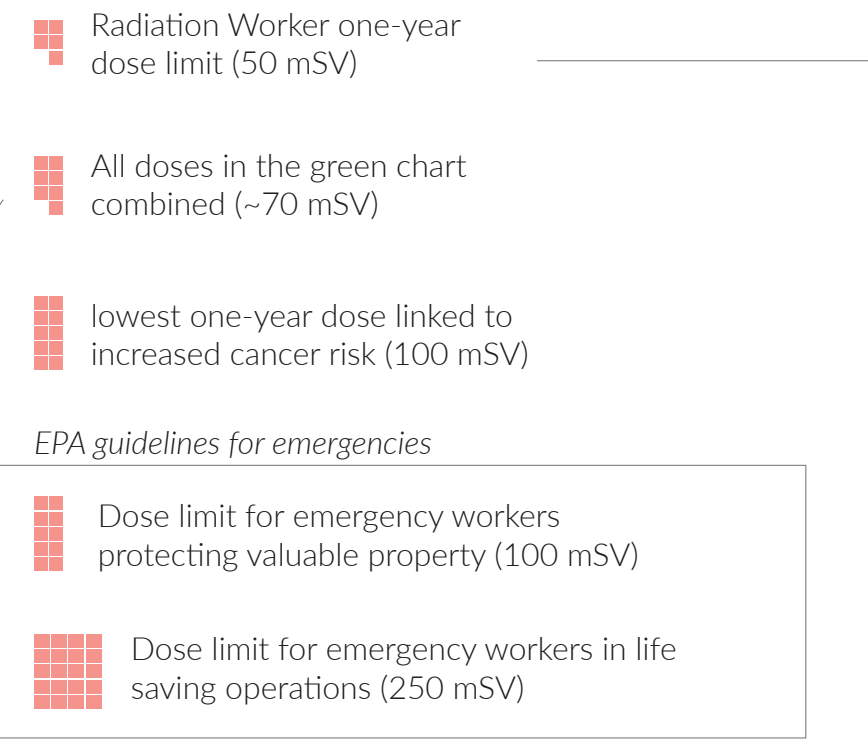 Radiation Worker one-year
dose limit (50 mSV)
All doses in the green chart
combined (~70 mSV)
lowest one-year dose linked to
increased cancer risk (100 mSV)
EPA guidelines for emergencies
Dose limit for emergency workers
protecting valuable property (100 mSV)
Dose limit for emergency workers in life
saving operations (250 mSV)